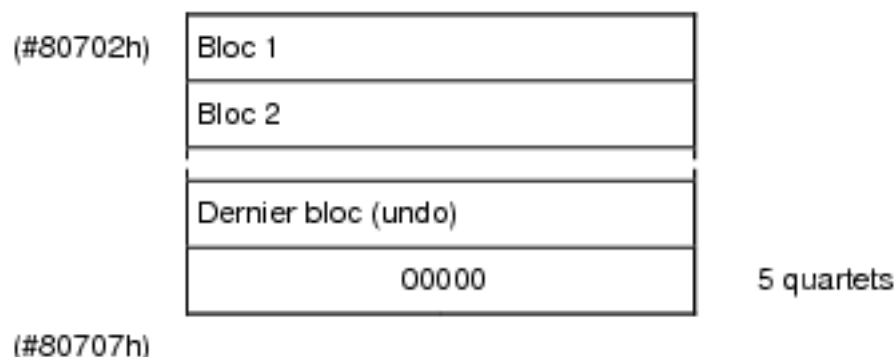 (#80702h) Bloc 1
Bloc 2
Dernier bloc (undo)
00000 5 quartets
(#80707h)